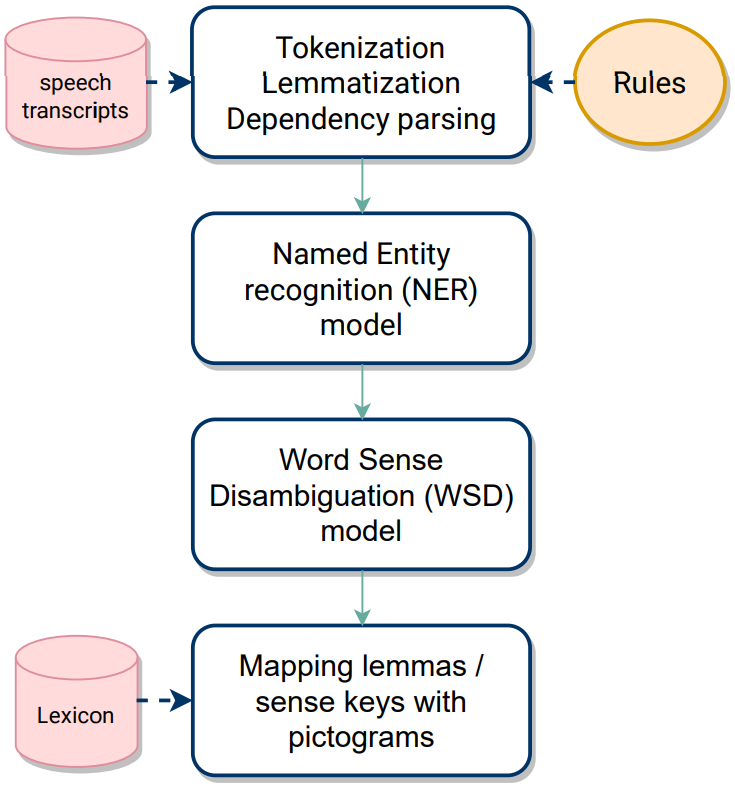 speech
transcripts
Tokenization
Lemmatization
Dependency parsing
Rules
Named Entity
recognition (NER)
model
Word Sense
Disambiguation (WSD)
model
Lexicon
Mapping lemmas /
sense keys with
pictograms